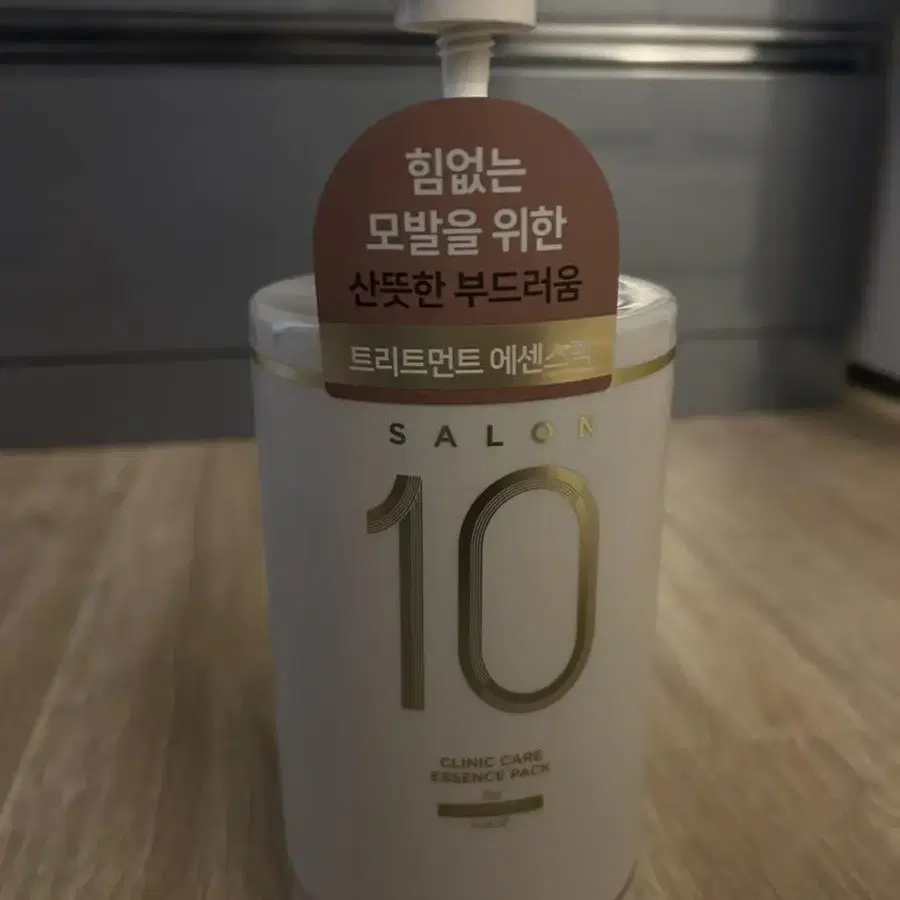 힘없는
모발을 위한
산뜻한 부드러움
트리트먼트 에센스팩
SALON
10
CLINIC CARE
ESSENCE PACK